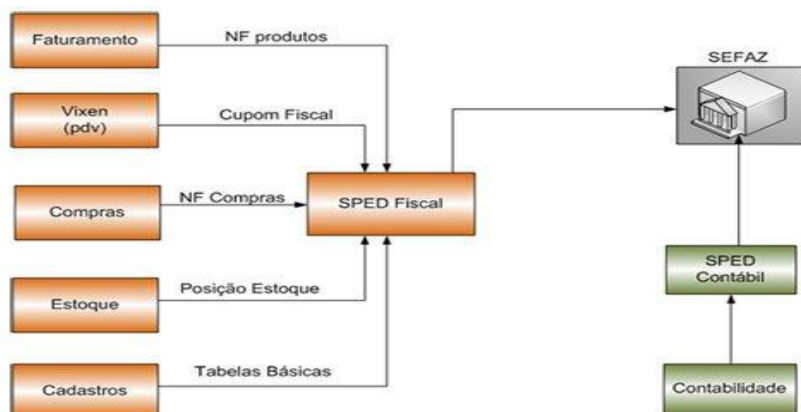 Faturamento
NF produtos
SEFAZ
Vixen
(pdv)
Cupom Fiscal
Compras
NF Compras
SPED Fiscal
SPED
Contábil
Estoque
Posição Estoque
Cadastros
Tabelas Básicas
Contabilidade